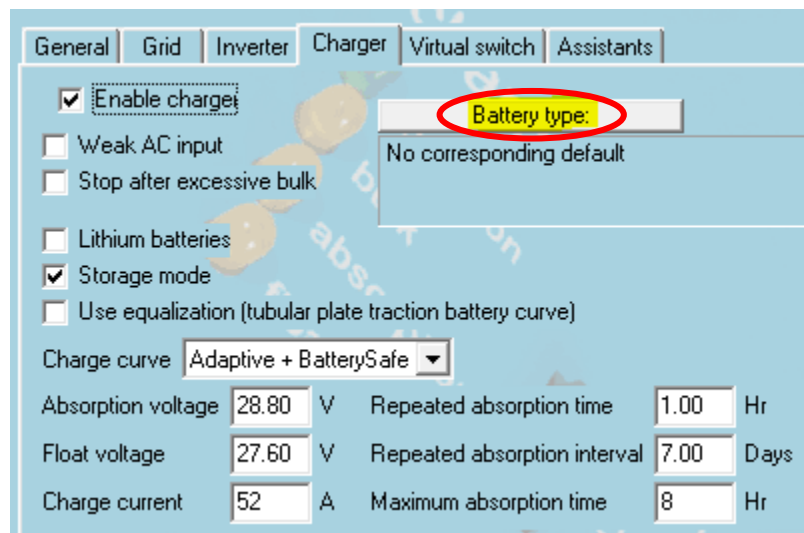 General Grid Inverter Charger Virtual switch Assistants
Enable charger
Battery type:
Weak AC input
No corresponding default
Stop after excessive bulk
Lithium batteries
Storage mode
Use equalization (tubular plate traction battery curve)
Charge curve Adaptive + BatterySafe
Absorption voltage 28.80 V Repeated absorption time 1.00 Hr
Float voltage 27.60 V Repeated absorption interval 7.00 Days
Charge current 52 A Maximum absorption time 8 Hr